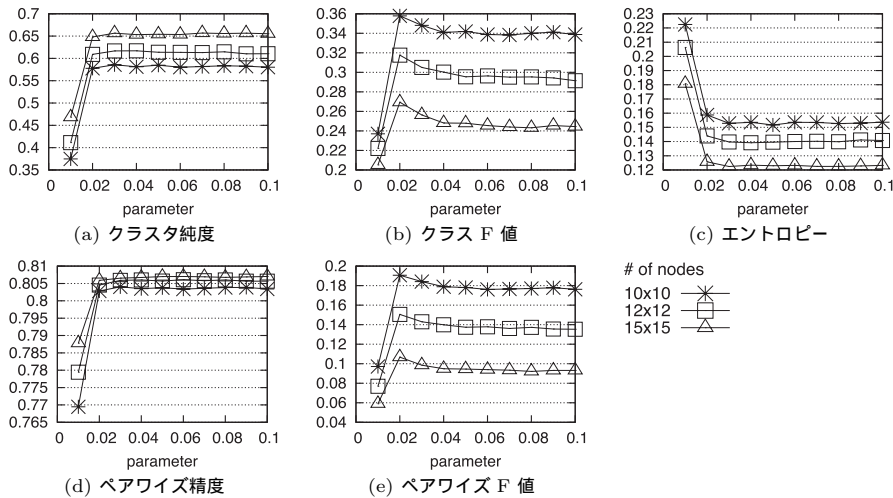 0.7
0.65
0.6
0.55
0.5
0.45
0.4
0.35
0 0.02 0.04 0.06 0.08 0.1
parameter
(a) クラスタ純度
0.36
0.34
0.32
0.3
0.28
0.26
0.24
0.22
0.2
0 0.02 0.04 0.06 0.08 0.1
parameter
(b) クラス F 値
0.23
0.22
0.21
0.2
0.19
0.18
0.17
0.16
0.15
0.14
0.13
0.12
0 0.02 0.04 0.06 0.08 0.1
parameter
(c) エントロピー
0.81
0.805
0.8
0.795
0.79
0.785
0.78
0.775
0.77
0.765
0 0.02 0.04 0.06 0.08 0.1
parameter
(d) ペアワイズ精度
0.2
0.18
0.16
0.14
0.12
0.1
0.08
0.06
0.04
0 0.02 0.04 0.06 0.08 0.1
parameter
(e) ペアワイズ F 値
# of nodes
10x10
12x12
15x15